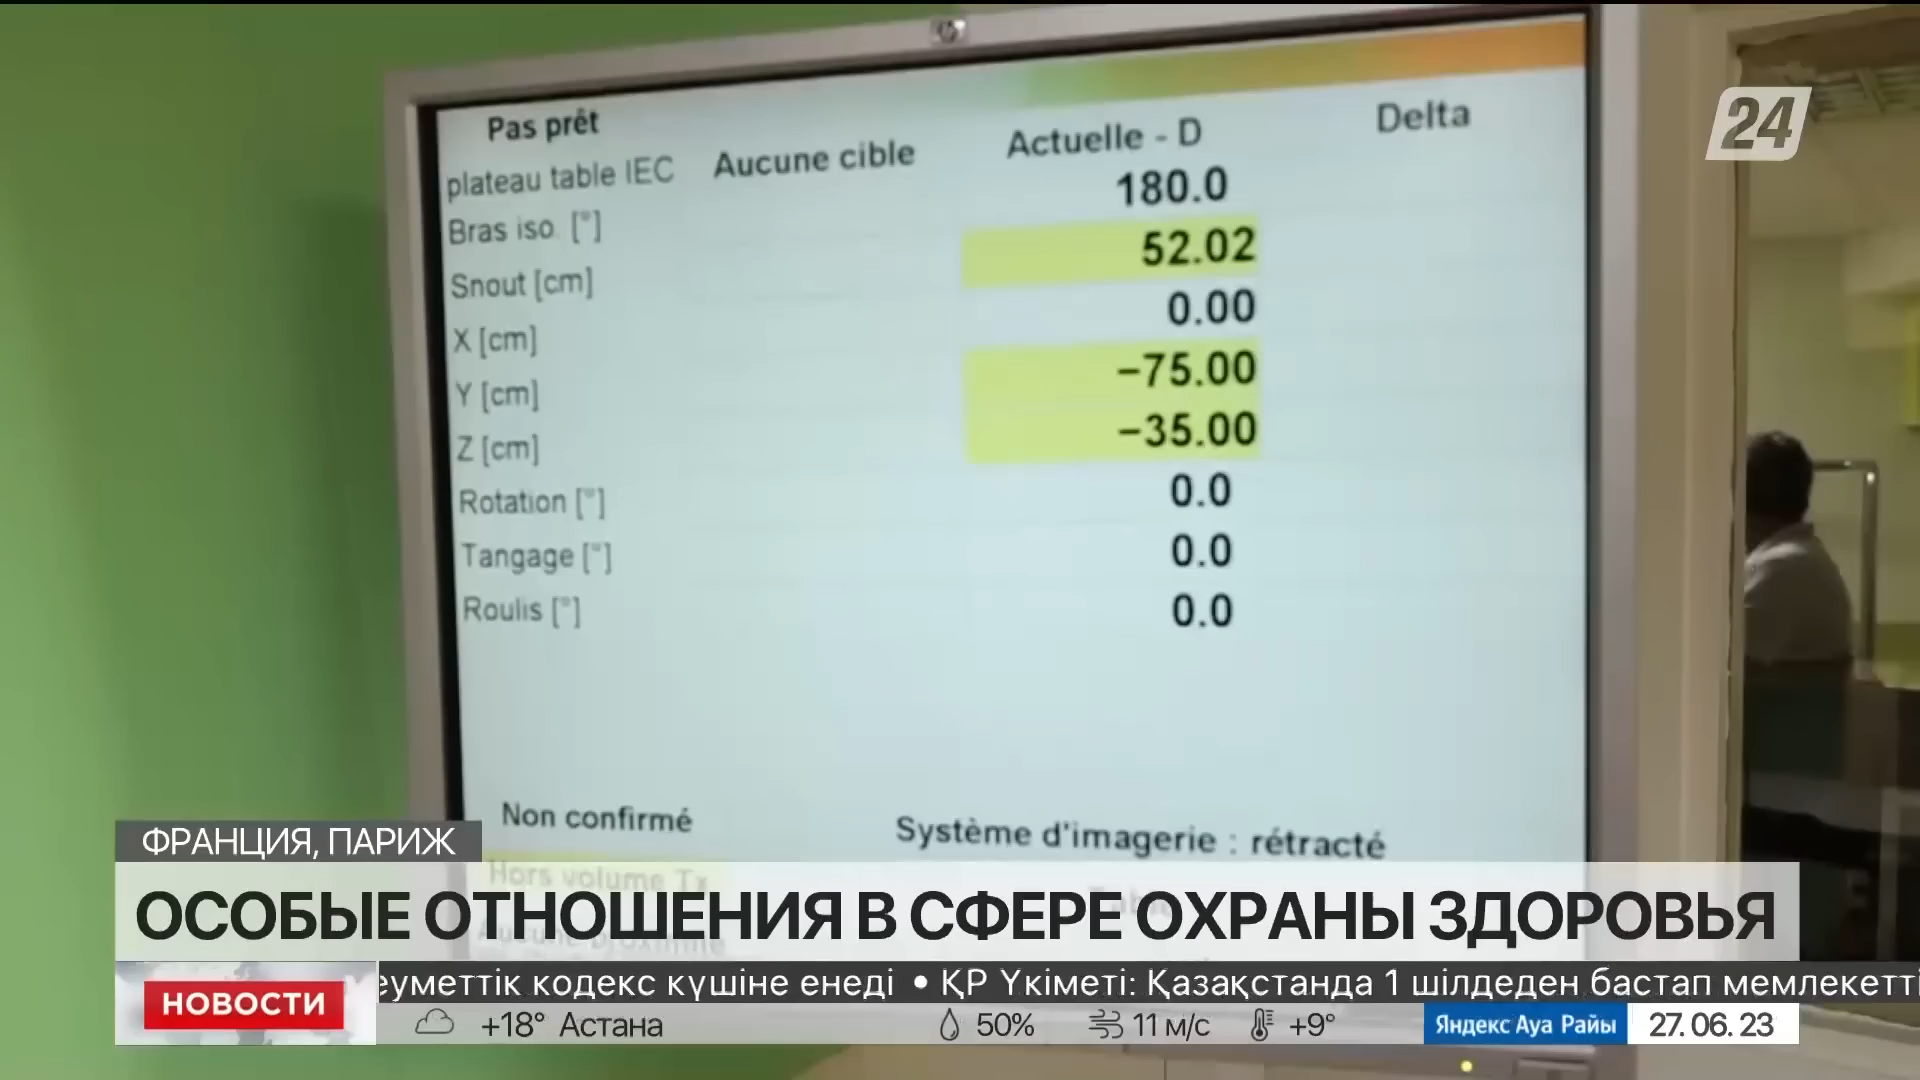 24
Pas prêt
plateau table IEC
Aucune cible
Actuelle - D
Delta
Bras iso. [°]
180.0
Snout [cm]
52.02
X [cm]
0.00
Y [cm]
-75.00
Z [cm]
-35.00
Rotation [°]
0.0
Tangage [°]
0.0
Roulis [°]
0.0
Non confirmé
Système d'imagerie : rétracté
Hors volume Tx
ФРАНЦИЯ, ПАРИЖ
ОСОБЫЕ ОТНОШЕНИЯ В СФЕРЕ ОХРАНЫ ЗДОРОВЬЯ
НОВОСТИ
еуметтік кодекс күшіне енеді • ҚР Үкіметі: Қазақстанда 1 шілдеден бастап мемлекетті
+18° Астана 50% 11 м/с +9°
Яндекс Ауа Райы 27. 06. 23